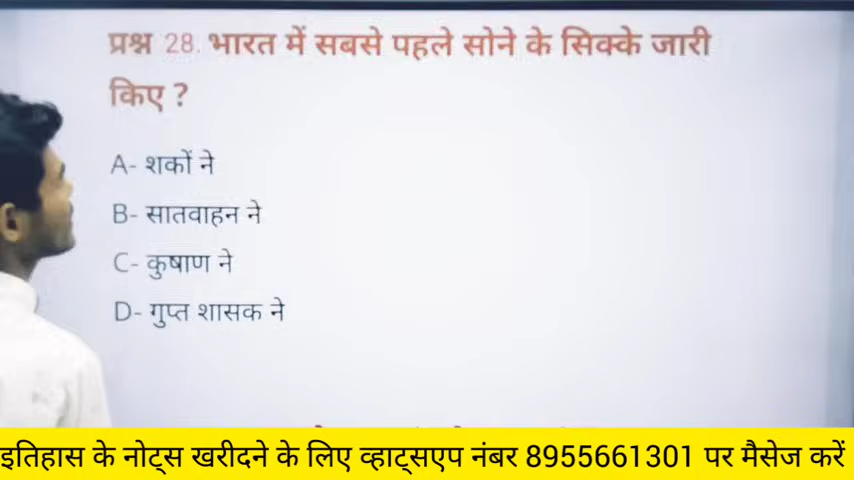 प्रश्न 28. भारत में सबसे पहले सोने के सिक्के जारी
किए ?
A- शकों ने
B- सातवाहन ने
C- कुषाण ने
D- गुप्त शासक ने
इतिहास के नोट्स खरीदने के लिए व्हाट्सएप नंबर 8955661301 पर मैसेज करें